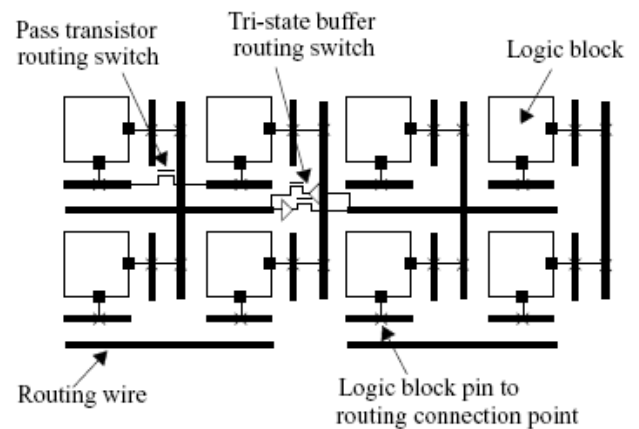 Pass transistor
routing switch
Tri-state buffer
routing switch
Logic block
Routing wire
Logic block pin to
routing connection point